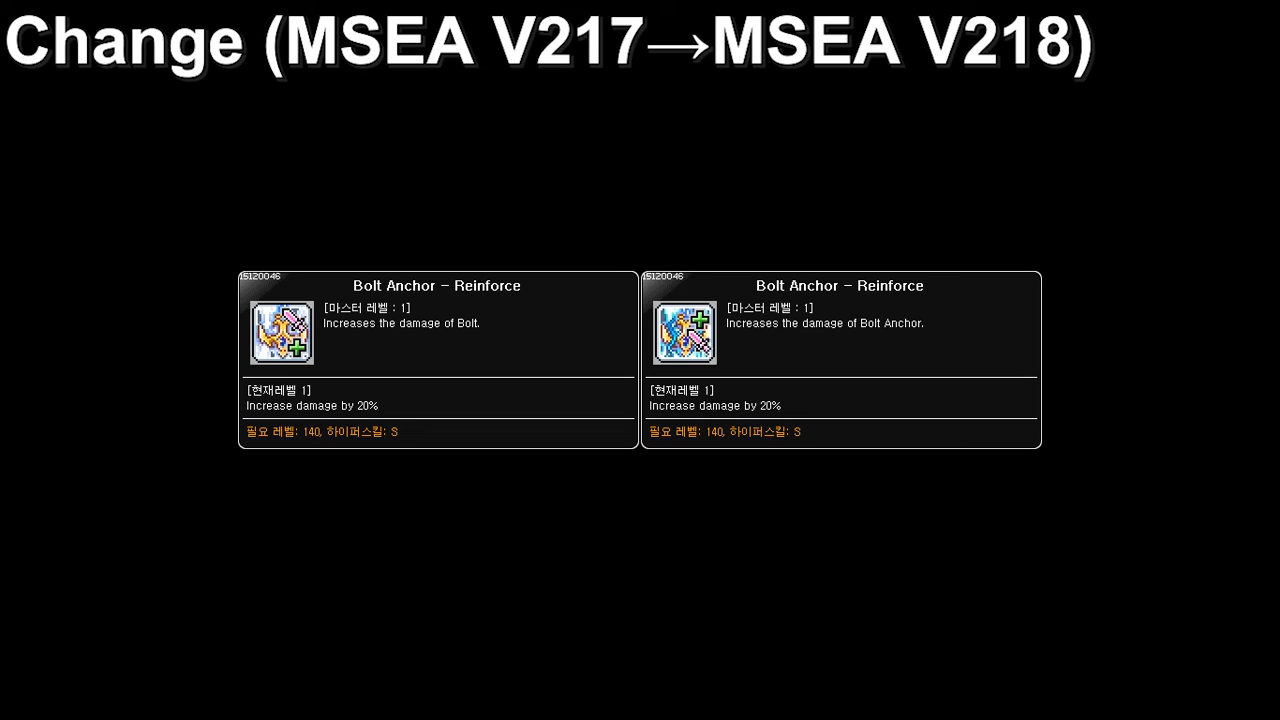 Change (MSEA V217→MSEA V218)
15120046
Bolt Anchor – Reinforce
[마스터 레벨 : 1]
Increases the damage of Bolt.
[현재레벨 1]
Increase damage by 20%
필요 레벨: 140, 하이퍼스킬: S
15120046
Bolt Anchor – Reinforce
[마스터 레벨 : 1]
Increases the damage of Bolt Anchor.
[현재레벨 1]
Increase damage by 20%
필요 레벨: 140, 하이퍼스킬: S